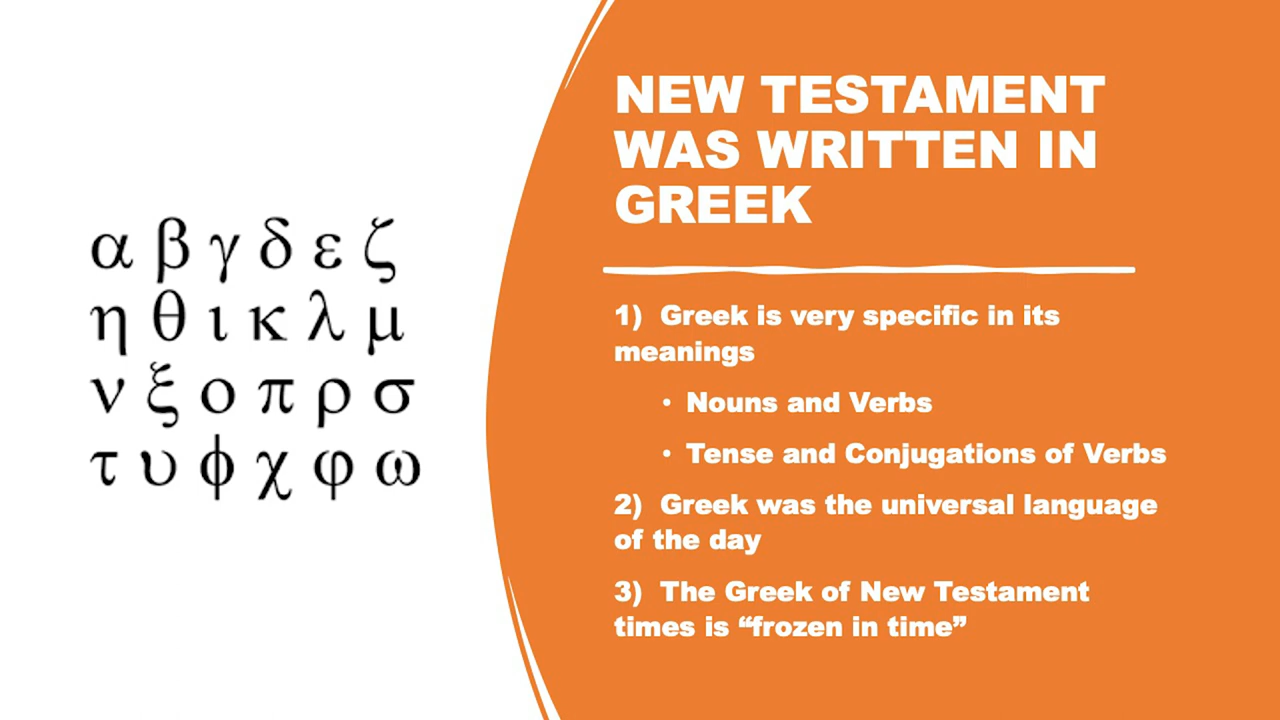 α β γ δ ε ζ
η θ ι κ λ μ
ν ξ ο π ρ σ
τ υ ϕ χ φ ω
NEW TESTAMENT
WAS WRITTEN IN
GREEK
1) Greek is very specific in its
meanings
• Nouns and Verbs
• Tense and Conjugations of Verbs
2) Greek was the universal language
of the day
3) The Greek of New Testament
times is “frozen in time”